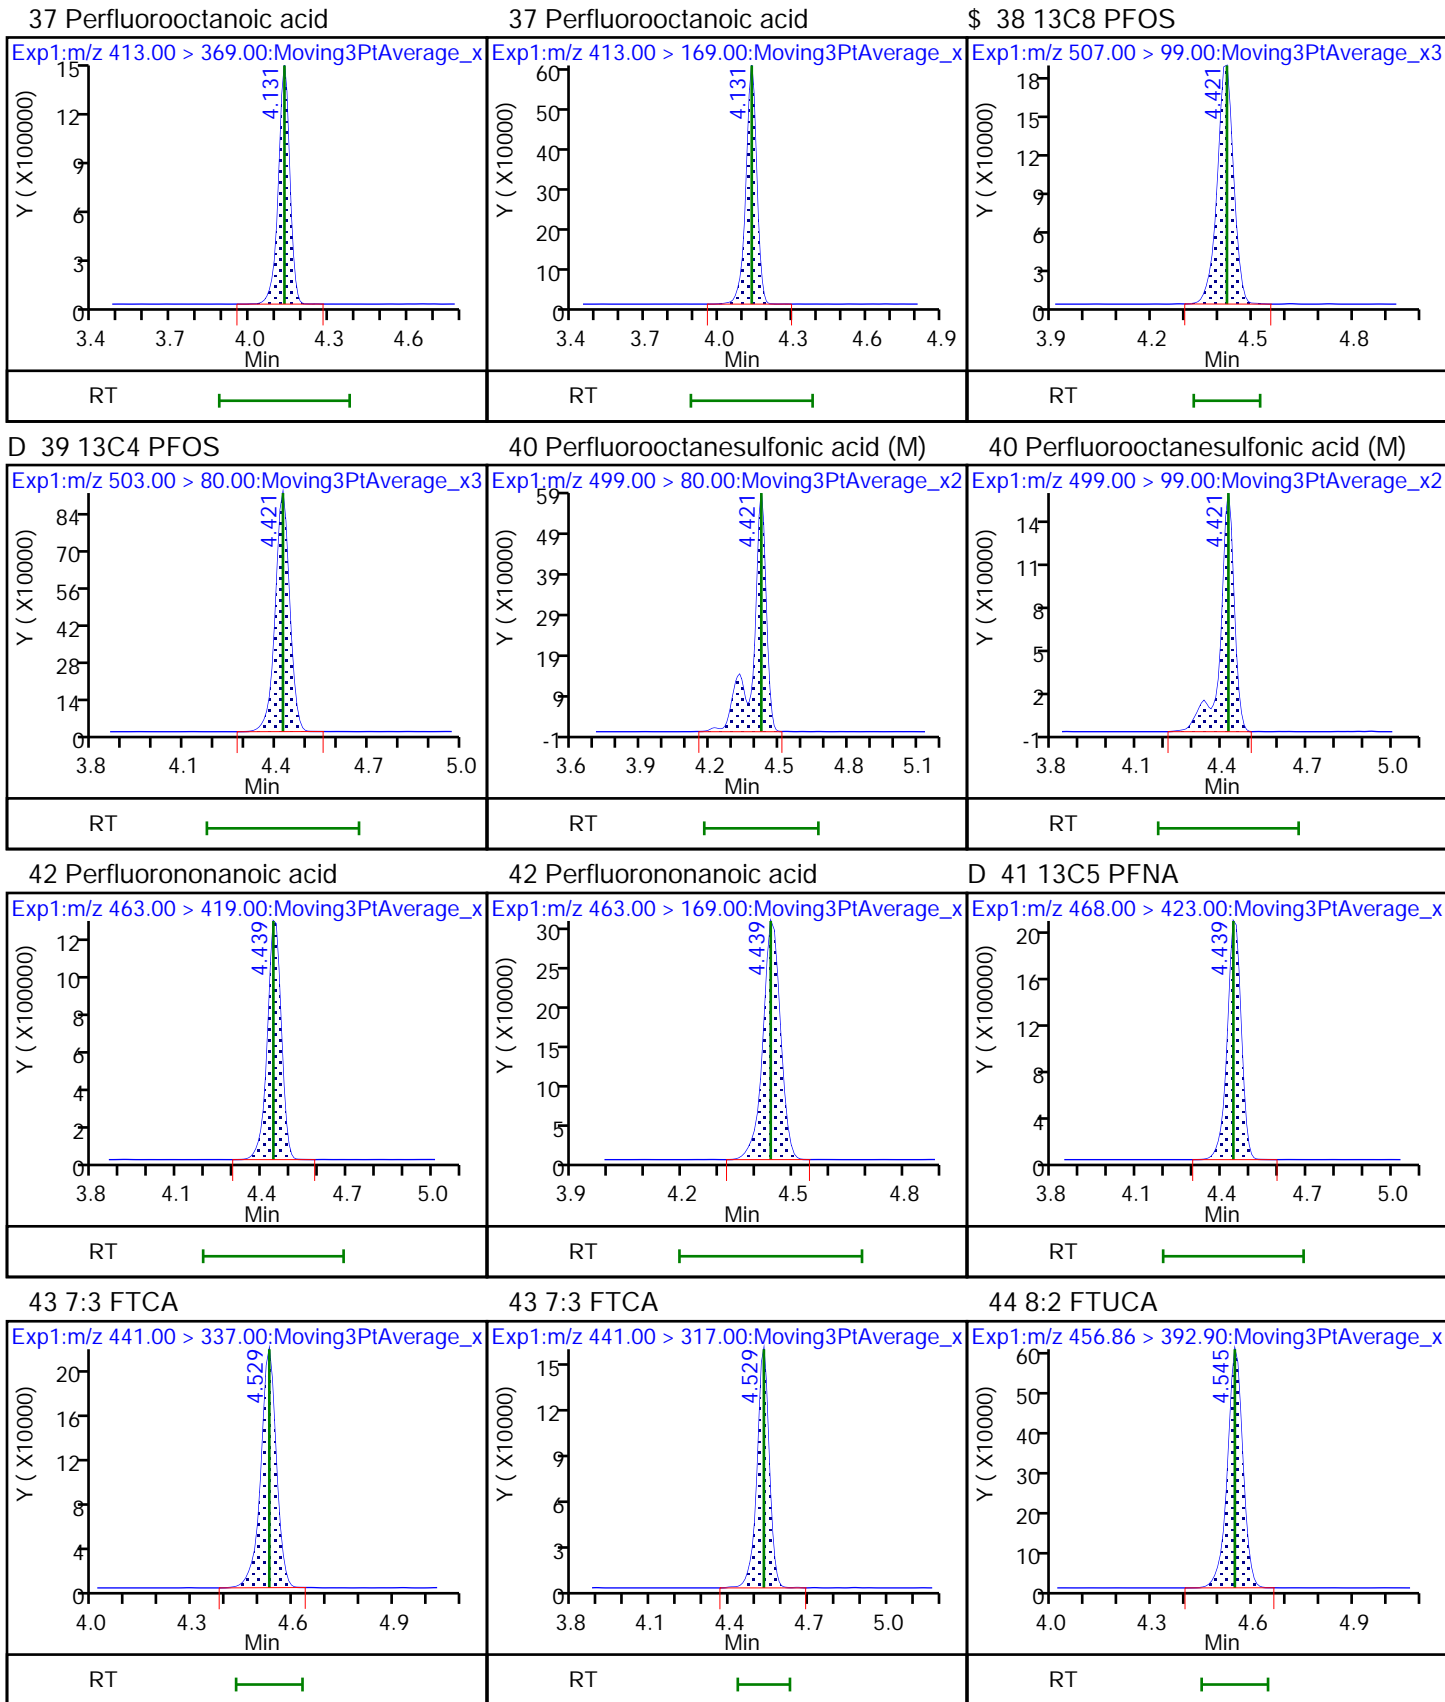 37 Perfluorooctanoic acid
Exp1:m/z 413.00 > 369.00:Moving3PtAverage_x
Y ( X100000)
15
12
9
6
3
0
4.131
3.4 3.7 4.0 4.3 4.6
Min
RT
37 Perfluorooctanoic acid
Exp1:m/z 413.00 > 169.00:Moving3PtAverage_x
Y ( X10000)
60
50
40
30
20
10
0
4.131
3.4 3.7 4.0 4.3 4.6 4.9
Min
RT
$ 38 13C8 PFOS
Exp1:m/z 507.00 > 99.00:Moving3PtAverage_x3
Y ( X10000)
18
15
12
9
6
3
0
4.421
3.9 4.2 4.5 4.8
Min
RT
D 39 13C4 PFOS
Exp1:m/z 503.00 > 80.00:Moving3PtAverage_x3
Y ( X10000)
84
70
56
42
28
14
0
4.421
3.8 4.1 4.4 4.7 5.0
Min
RT
40 Perfluorooctanesulfonic acid (M)
Exp1:m/z 499.00 > 80.00:Moving3PtAverage_x2
Y ( X10000)
59
49
39
29
19
9
-1
4.421
3.6 3.9 4.2 4.5 4.8 5.1
Min
RT
40 Perfluorooctanesulfonic acid (M)
Exp1:m/z 499.00 > 99.00:Moving3PtAverage_x2
Y ( X10000)
14
11
8
5
2
-1
4.421
3.8 4.1 4.4 4.7 5.0
Min
RT
42 Perfluorononanoic acid
Exp1:m/z 463.00 > 419.00:Moving3PtAverage_x
Y ( X100000)
12
10
8
6
4
2
0
4.439
3.8 4.1 4.4 4.7 5.0
Min
RT
42 Perfluorononanoic acid
Exp1:m/z 463.00 > 169.00:Moving3PtAverage_x
Y ( X10000)
30
25
20
15
10
5
0
4.439
3.9 4.2 4.5 4.8
Min
RT
D 41 13C5 PFNA
Exp1:m/z 468.00 > 423.00:Moving3PtAverage_x
Y ( X100000)
20
16
12
8
4
0
4.439
3.8 4.1 4.4 4.7 5.0
Min
RT
43 7:3 FTCA
Exp1:m/z 441.00 > 337.00:Moving3PtAverage_x
Y ( X10000)
20
16
12
8
4
0
4.529
4.0 4.3 4.6 4.9
Min
RT
43 7:3 FTCA
Exp1:m/z 441.00 > 317.00:Moving3PtAverage_x
Y ( X10000)
15
12
9
6
3
0
4.529
3.8 4.1 4.4 4.7 5.0
Min
RT
44 8:2 FTUCA
Exp1:m/z 456.86 > 392.90:Moving3PtAverage_x
Y ( X10000)
60
50
40
30
20
10
0
4.545
4.0 4.3 4.6 4.9
Min
RT